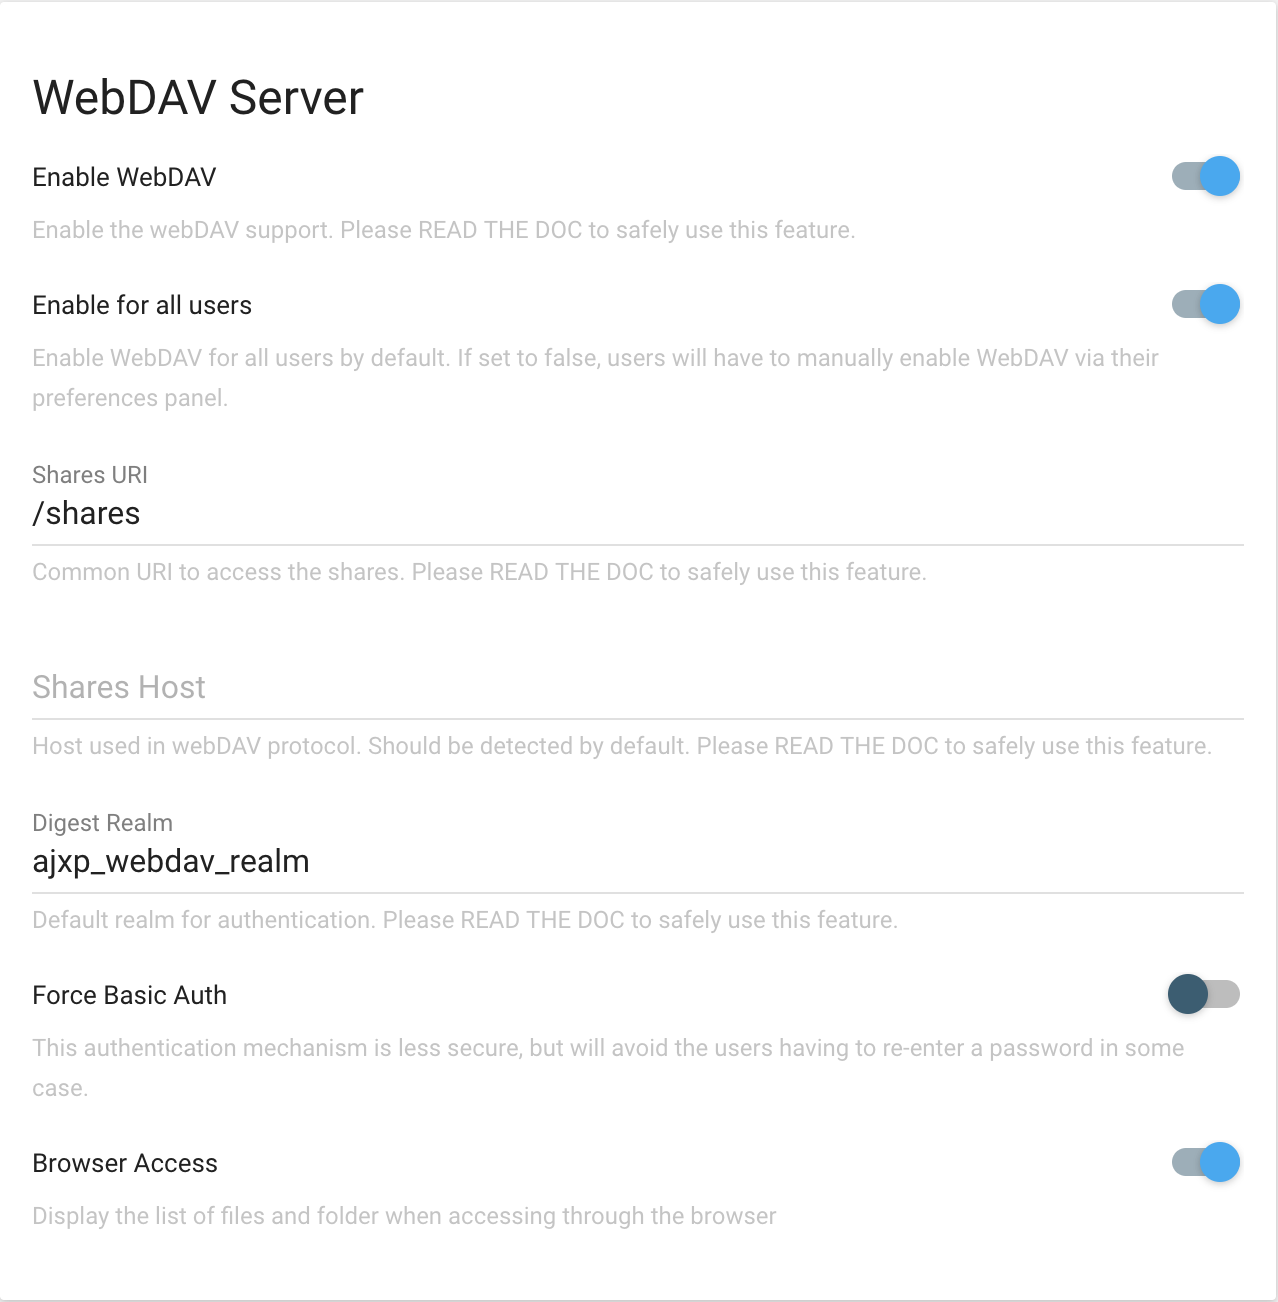 WebDAV Server
Enable WebDAV
Enable the webDAV support. Please READ THE DOC to safely use this feature.
Enable for all users
Enable WebDAV for all users by default. If set to false, users will have to manually enable WebDAV via their
preferences panel.
Shares URI
/shares
Common URI to access the shares. Please READ THE DOC to safely use this feature.
Shares Host
Host used in webDAV protocol. Should be detected by default. Please READ THE DOC to safely use this feature.
Digest Realm
ajxp_webdav_realm
Default realm for authentication. Please READ THE DOC to safely use this feature.
Force Basic Auth
This authentication mechanism is less secure, but will avoid the users having to re-enter a password in some
case.
Browser Access
Display the list of files and folder when accessing through the browser